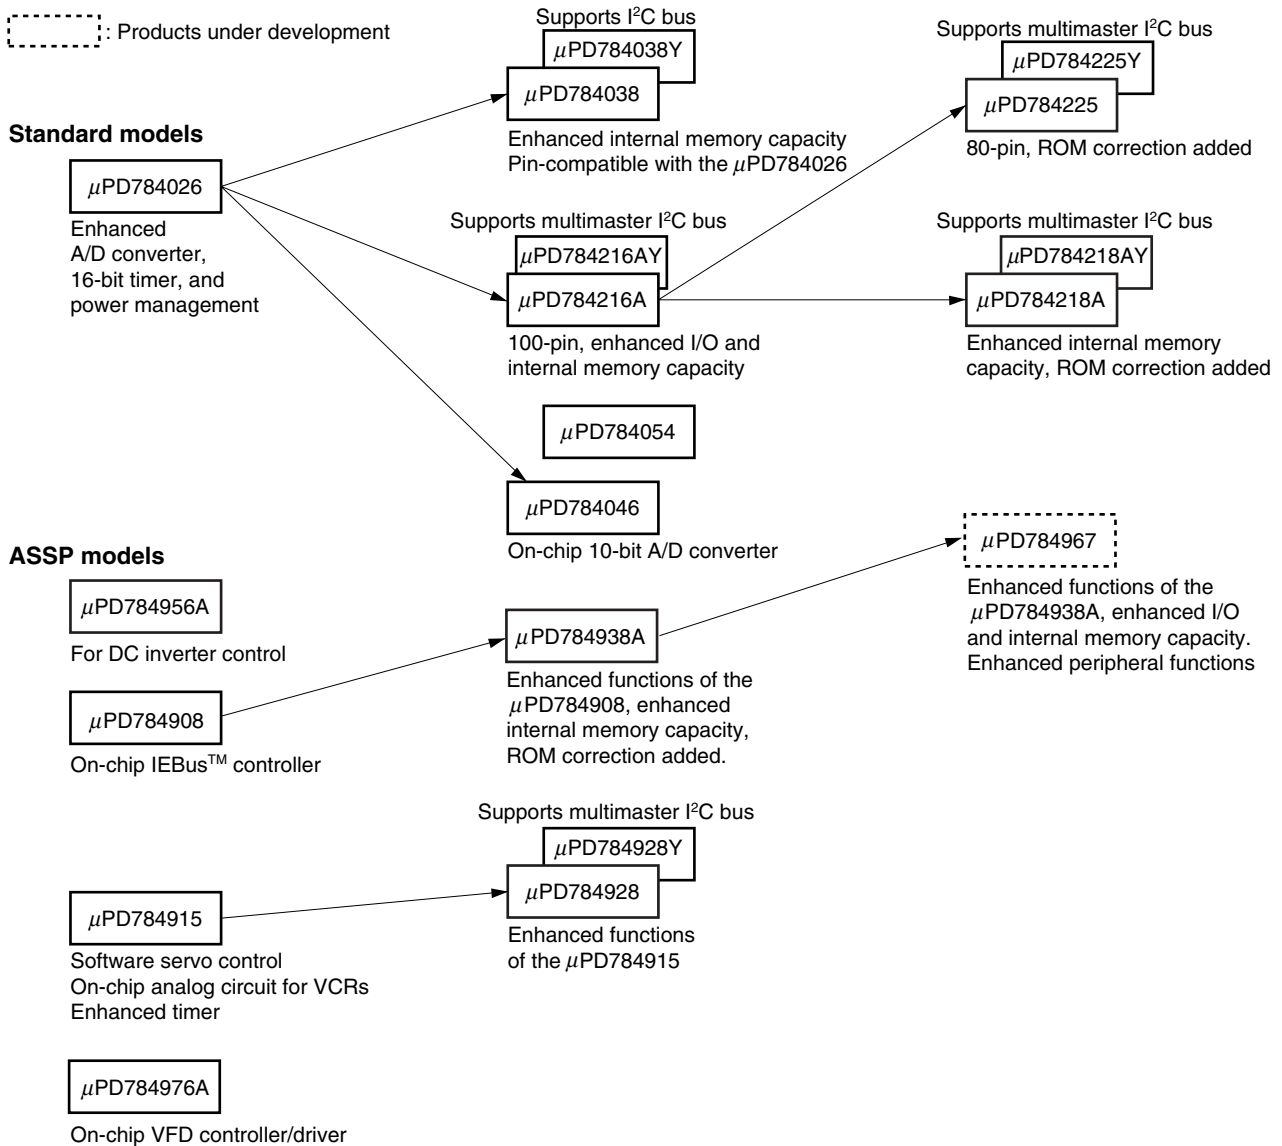 : Products under development
Supports I²C bus
μPD784038Y
μPD784038
Enhanced internal memory capacity
Pin-compatible with the μPD784026
Supports multimaster I²C bus
μPD784225Y
μPD784225
80-pin, ROM correction added
Standard models
μPD784026
Enhanced
A/D converter,
16-bit timer, and
power management
Supports multimaster I²C bus
μPD784216AY
μPD784216A
100-pin, enhanced I/O and
internal memory capacity
Supports multimaster I²C bus
μPD784218AY
μPD784218A
Enhanced internal memory
capacity, ROM correction added
μPD784054
μPD784046
On-chip 10-bit A/D converter
ASSP models
μPD784956A
For DC inverter control
μPD784908
On-chip IEBus™ controller
μPD784938A
Enhanced functions of the
μPD784908, enhanced
internal memory capacity,
ROM correction added.
μPD784967
Enhanced functions of the
μPD784938A, enhanced I/O
and internal memory capacity.
Enhanced peripheral functions
Supports multimaster I²C bus
μPD784928Y
μPD784928
Enhanced functions
of the μPD784915
μPD784915
Software servo control
On-chip analog circuit for VCRs
Enhanced timer
μPD784976A
On-chip VFD controller/driver